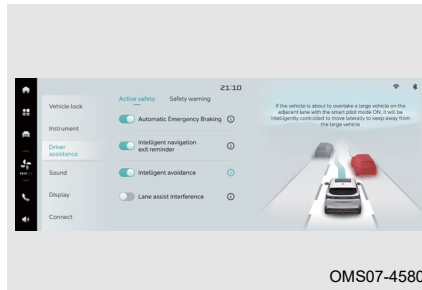 21:10
Vehicle lock
Instrument
Driver
assistance
Sound
Display
Connect
Active safety Safety warning
Automatic Emergency Braking
Intelligent navigation
exit reminder
Intelligent avoidance
Lane assist interference
If the vehicle is about to overtake a large vehicle on the
adjacent lane with the smart pilot mode ON, it will be
intelligently controlled to move laterally to keep away from
the large vehicle
OMS07-4580